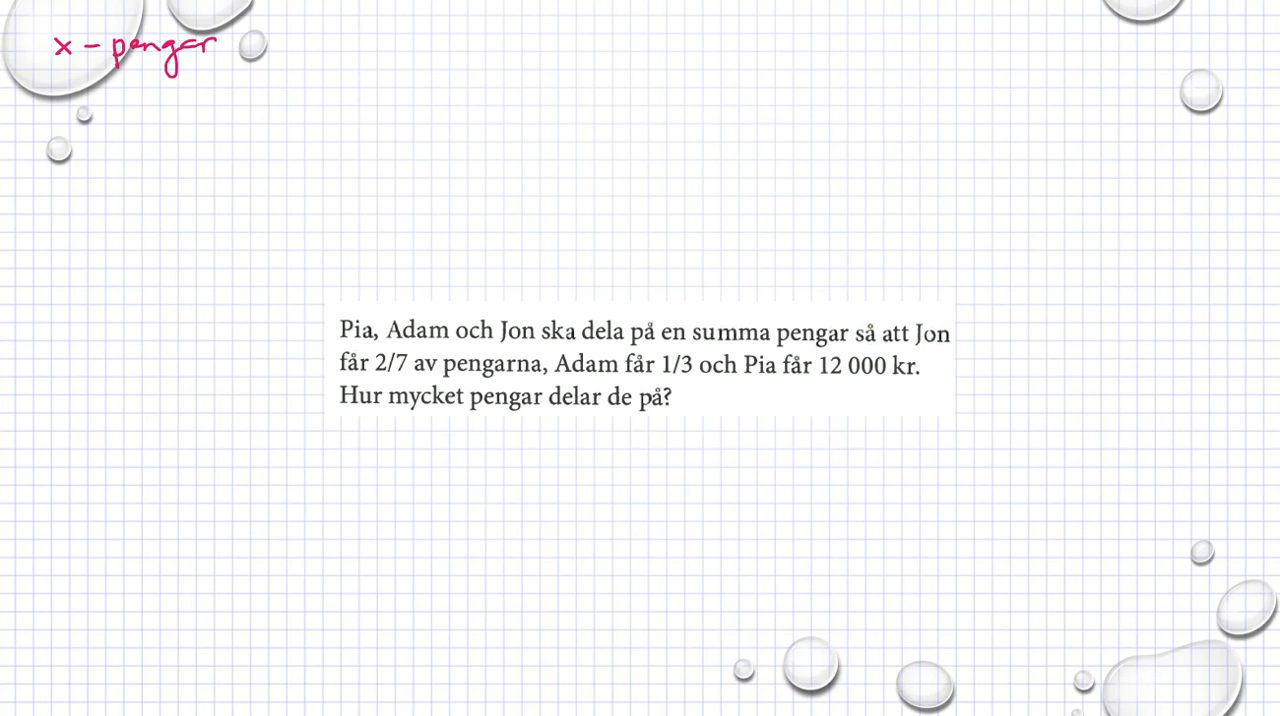 x – pengar
Pia, Adam och Jon ska dela på en summa pengar så att Jon
får 2/7 av pengarna, Adam får 1/3 och Pia får 12 000 kr.
Hur mycket pengar delar de på?